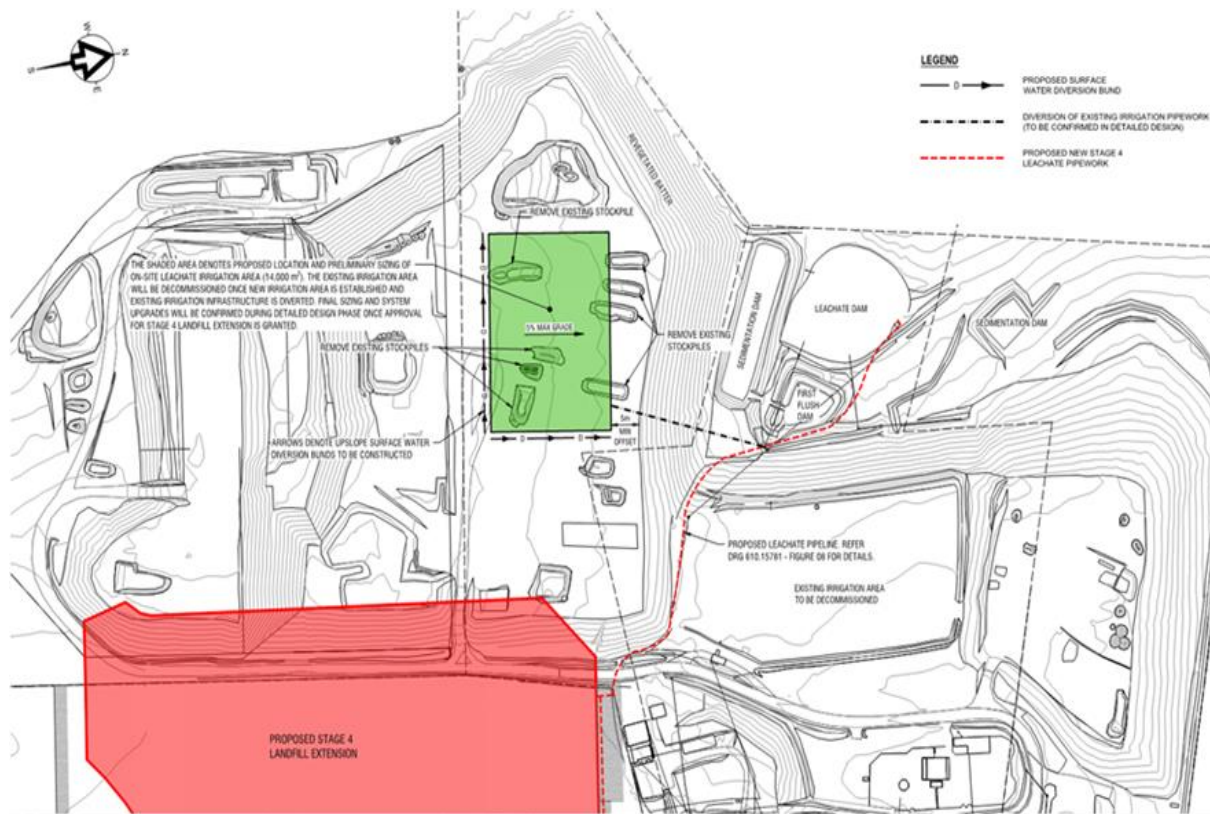 W
N
S
E
LEGEND
D
PROPOSED SURFACE
WATER DIVERSION BUND
DIVERSION OF EXISTING IRRIGATION PIPEWORK
(TO BE CONFIRMED IN DETAILED DESIGN)
PROPOSED NEW STAGE 4
LEACHATE PIPEWORK
REVEGETATED BATTER
REMOVE EXISTING STOCKPILE
THE SHADED AREA DENOTES PROPOSED LOCATION AND PRELIMINARY SIZING OF
ON-SITE LEACHATE IRRIGATION AREA (14,000 m²). THE EXISTING IRRIGATION AREA
WILL BE DECOMMISSIONED ONCE NEW IRRIGATION AREA IS ESTABLISHED AND
EXISTING IRRIGATION INFRASTRUCTURE IS DIVERTED. FINAL SIZING AND SYSTEM
UPGRADES WILL BE CONFIRMED DURING DETAILED DESIGN PHASE ONCE APPROVAL
FOR STAGE 4 LANDFILL EXTENSION IS GRANTED.
5% MAX GRADE
REMOVE EXISTING STOCKPILES
REMOVE EXISTING
STOCKPILES
SEDIMENTATION DAM
LEACHATE DAM
SEDIMENTATION DAM
FIRST
FLUSH
DAM
D
D
D
D
D
5m
MIN
OFFSET
ARROWS DENOTE UPSLOPE SURFACE WATER
DIVERSION BUNDS TO BE CONSTRUCTED
PROPOSED LEACHATE PIPELINE. REFER
DRG 610.15781 - FIGURE 08 FOR DETAILS.
EXISTING IRRIGATION AREA
TO BE DECOMMISSIONED
PROPOSED STAGE 4
LANDFILL EXTENSION